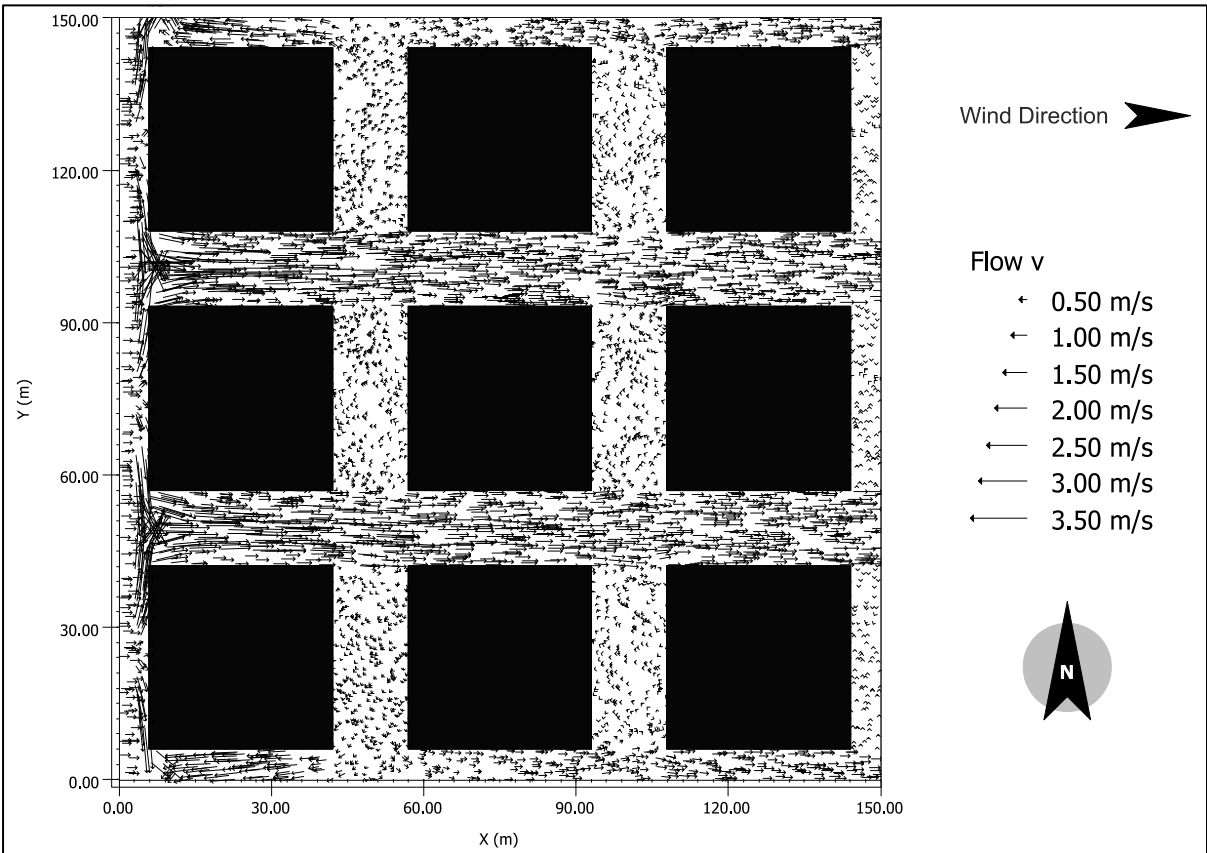 150.00
120.00
90.00
60.00
30.00
0.00
Y (m)
0.00 30.00 60.00 90.00 120.00 150.00
X (m)
Wind Direction
Flow v
0.50 m/s
1.00 m/s
1.50 m/s
2.00 m/s
2.50 m/s
3.00 m/s
3.50 m/s
N